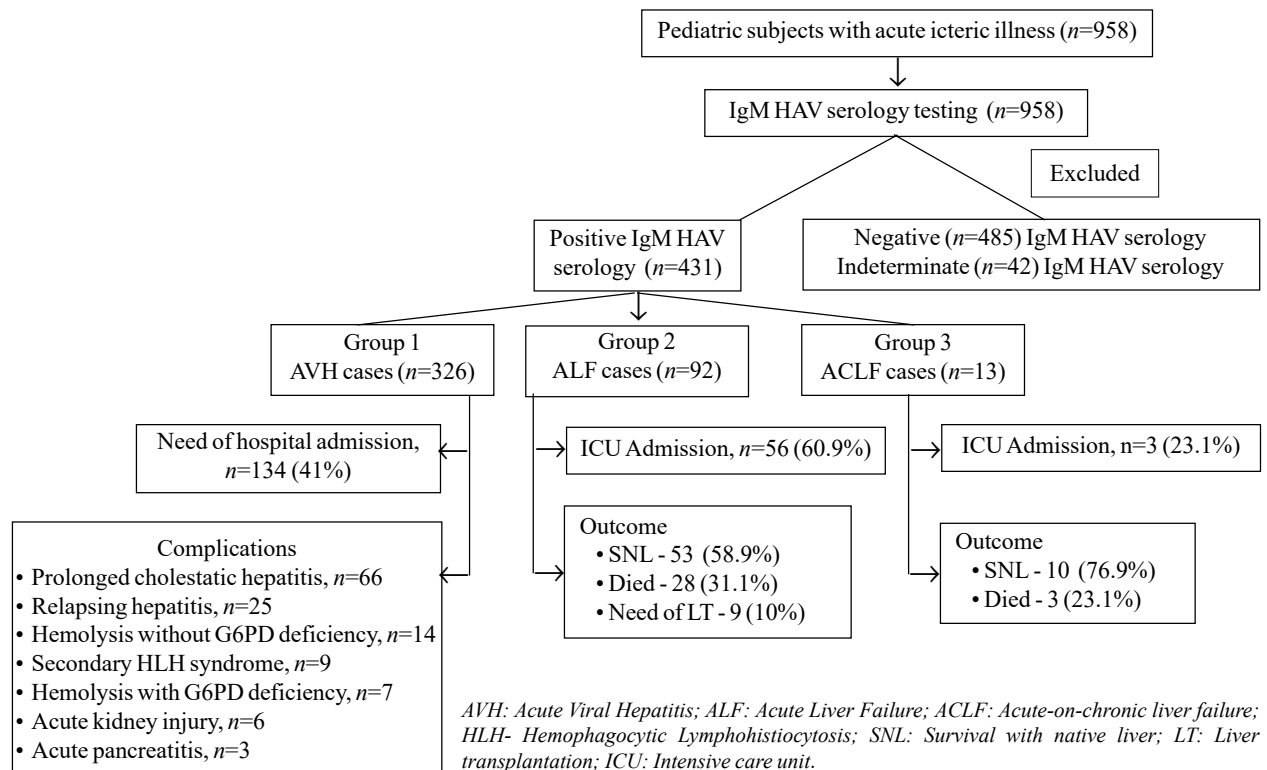 Pediatric subjects with acute icteric illness (n=958)
IgM HAV serology testing (n=958)
Excluded
Positive IgM HAV
serology (n=431)
Negative (n=485) IgM HAV serology
Indeterminate (n=42) IgM HAV serology
Group 1
AVH cases (n=326)
Group 2
ALF cases (n=92)
Group 3
ACLF cases (n=13)
Need of hospital admission,
n=134 (41%)
ICU Admission, n=56 (60.9%)
ICU Admission, n=3 (23.1%)
Complications
• Prolonged cholestatic hepatitis, n=66
• Relapsing hepatitis, n=25
• Hemolysis without G6PD deficiency, n=14
• Secondary HLH syndrome, n=9
• Hemolysis with G6PD deficiency, n=7
• Acute kidney injury, n=6
• Acute pancreatitis, n=3
Outcome
• SNL - 53 (58.9%)
• Died - 28 (31.1%)
• Need of LT - 9 (10%)
Outcome
• SNL - 10 (76.9%)
• Died - 3 (23.1%)
AVH: Acute Viral Hepatitis; ALF: Acute Liver Failure; ACLF: Acute-on-chronic liver failure;
HLH- Hemophagocytic Lymphohistiocytosis; SNL: Survival with native liver; LT: Liver
transplantation; ICU: Intensive care unit.